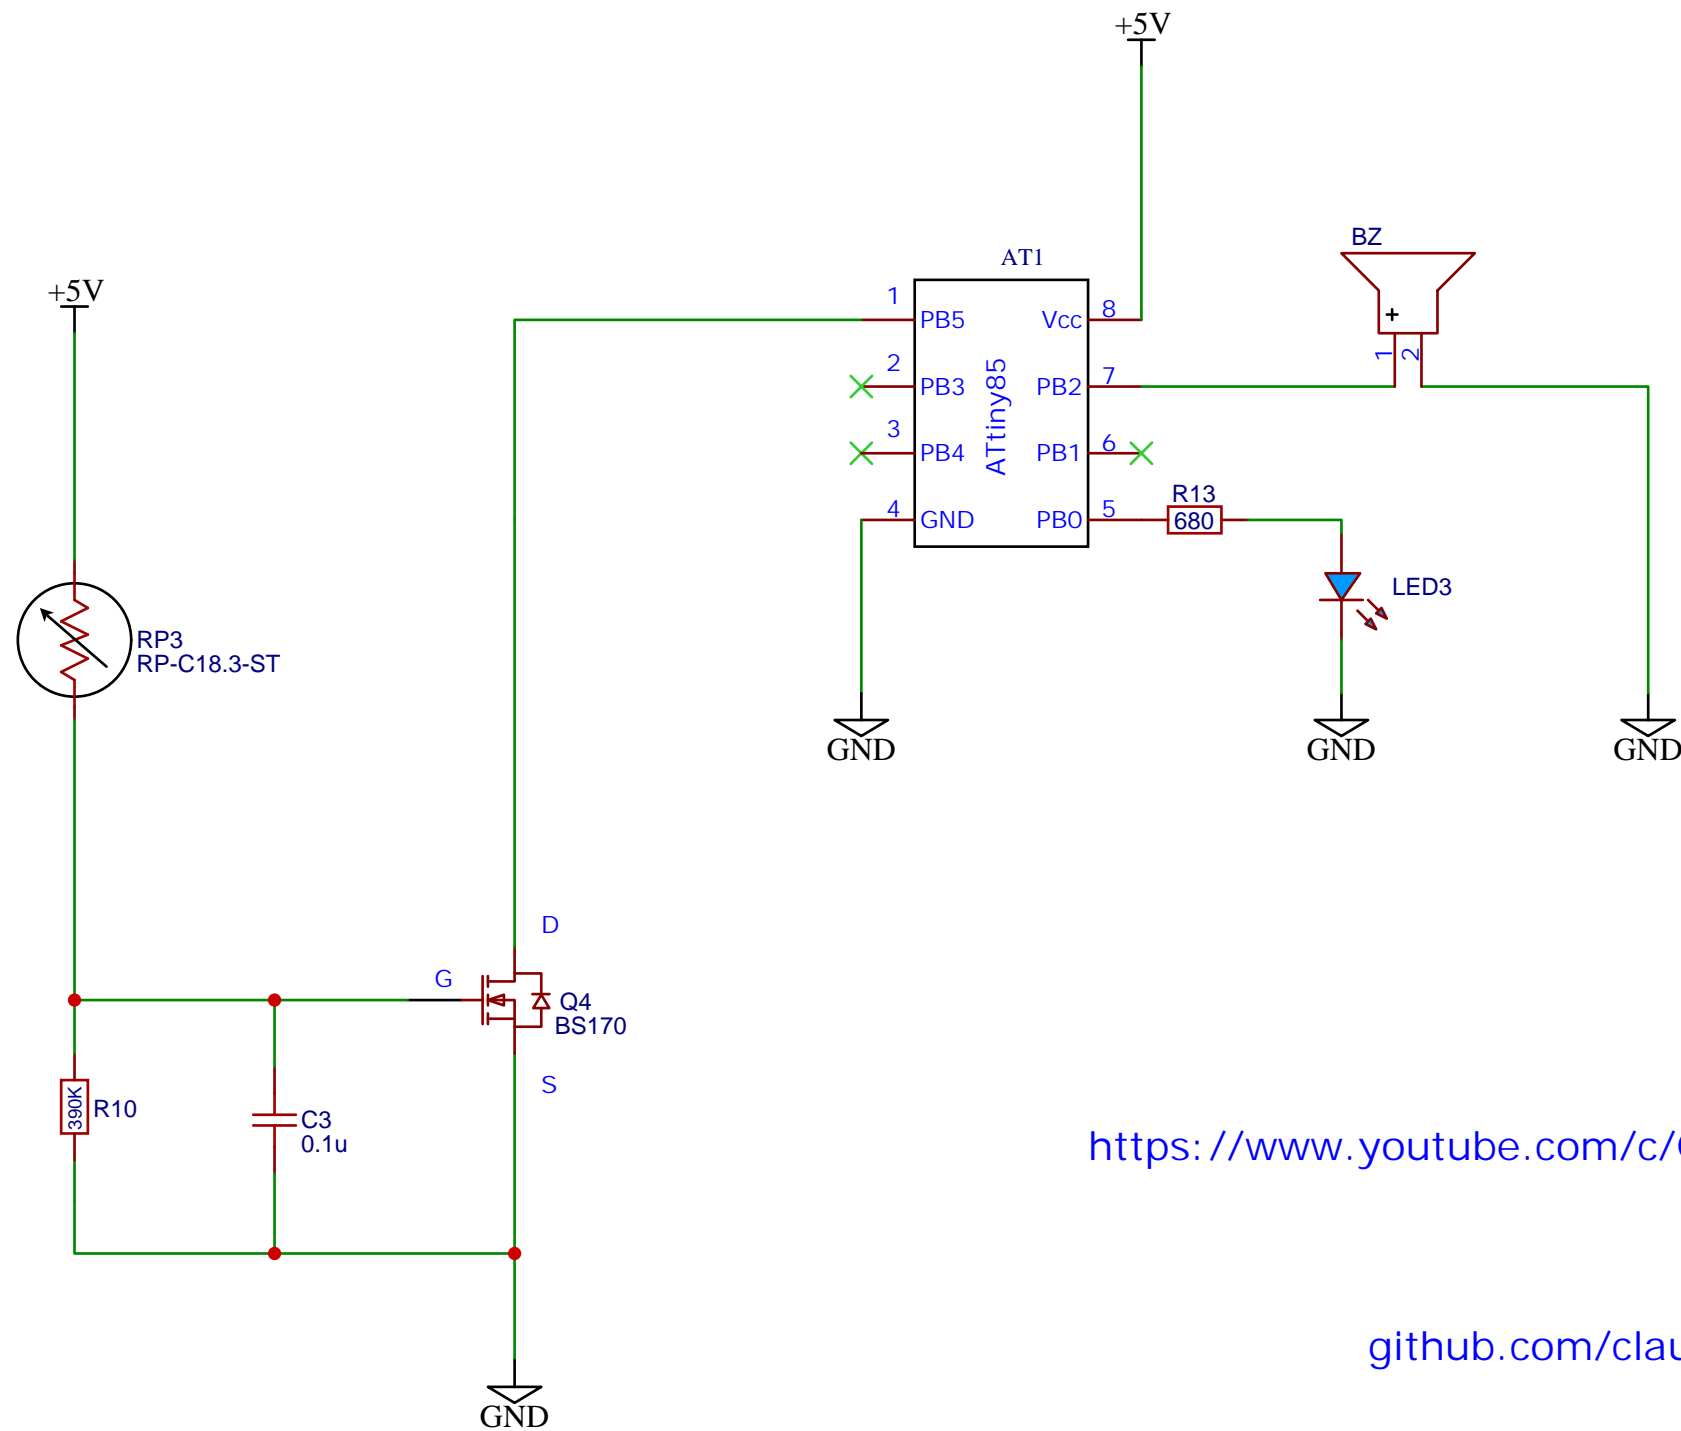 +5V
+5V
AT1
BZ
+
1
2
1
PB5
Vcc
8
2
PB3
PB2
7
3
PB4
PB1
6
4
GND
PB0
5
ATtiny85
R13
680
LED3
RP3
RP-C18.3-ST
GND
GND
GND
D
G
Q4
BS170
S
390K
R10
C3
0.1u
https://www.youtube.com/c/
github.com/clau
GND